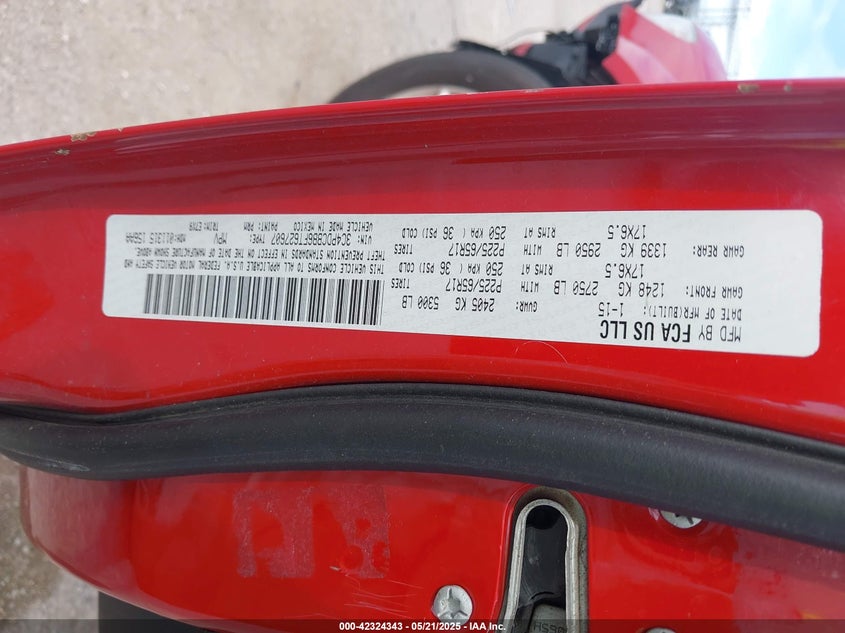 MFD BY FCA US LLC
DATE OF MFR(BUILT): 1-15
GVWR: 2405 KG 5300 LB
GAWR FRONT: 1248 KG 2750 LB WITH P225/65R17 TIRES
17X6.5 RIMS AT 250 KPA ( 36 PSI) COLD
GAWR REAR: 1339 KG 2950 LB WITH P225/65R17 TIRES
17X6.5 RIMS AT 250 KPA ( 36 PSI) COLD
THIS VEHICLE CONFORMS TO ALL APPLICABLE U.S.A. FEDERAL MOTOR VEHICLE SAFETY AND
THEFT PREVENTION STANDARDS IN EFFECT ON THE DATE OF MANUFACTURE SHOWN ABOVE.
VIN: 3C4PDCBB6FT627607 TYPE: MPV MDH:
VEHICLE MADE IN MEXICO PAINT: PRM TRIM:
000-42324343 / 05/21/2025 / Copyright © 2025 IAA, Inc.